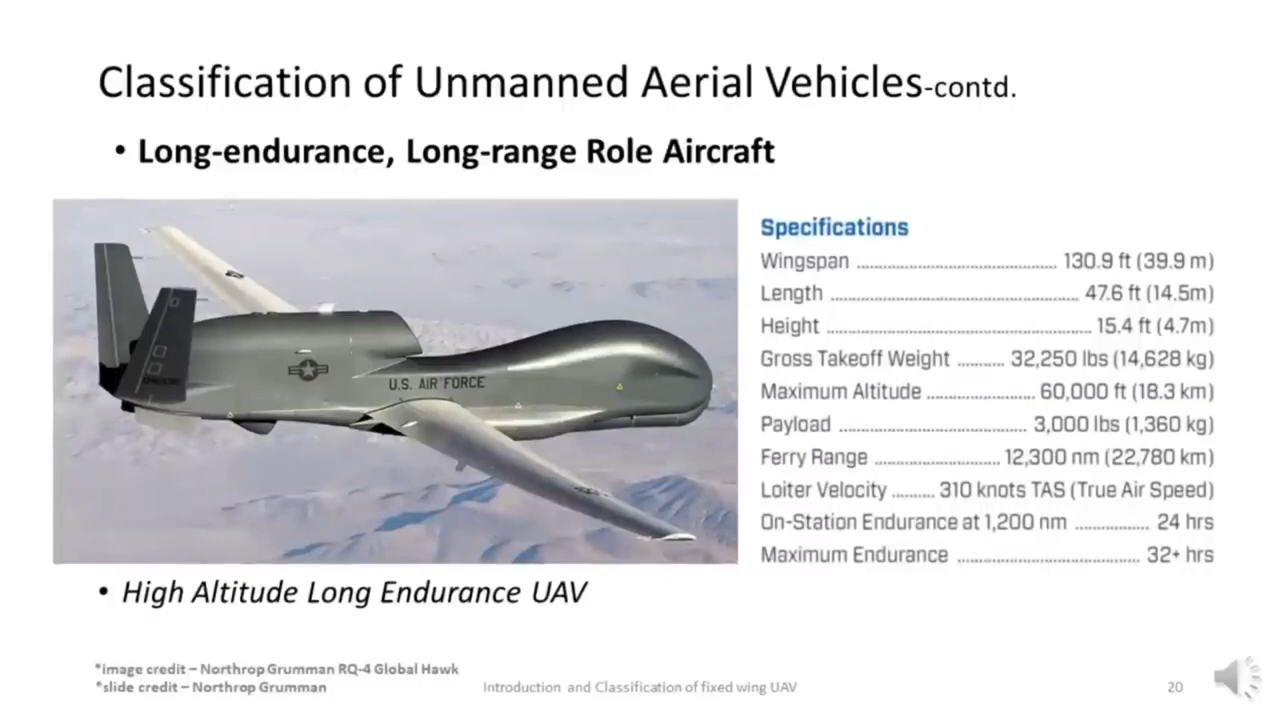 Classification of Unmanned Aerial Vehicles-contd.
• Long-endurance, Long-range Role Aircraft
U.S. AIR FORCE
Specifications
Wingspan ........................................ 130.9 ft (39.9 m)
Length .................................................. 47.6 ft (14.5m)
Height ..................................................... 15.4 ft (4.7m)
Gross Takeoff Weight .......... 32,250 lbs (14,628 kg)
Maximum Altitude ...................... 60,000 ft (18.3 km)
Payload ...................................... 3,000 lbs (1,360 kg)
Ferry Range ......................... 12,300 nm (22,780 km)
Loiter Velocity ......... 310 knots TAS (True Air Speed)
On-Station Endurance at 1,200 nm ............... 24 hrs
Maximum Endurance ..................................... 32+ hrs
• High Altitude Long Endurance UAV
*image credit – Northrop Grumman RQ-4 Global Hawk
*slide credit – Northrop Grumman
Introduction and Classification of fixed wing UAV
20